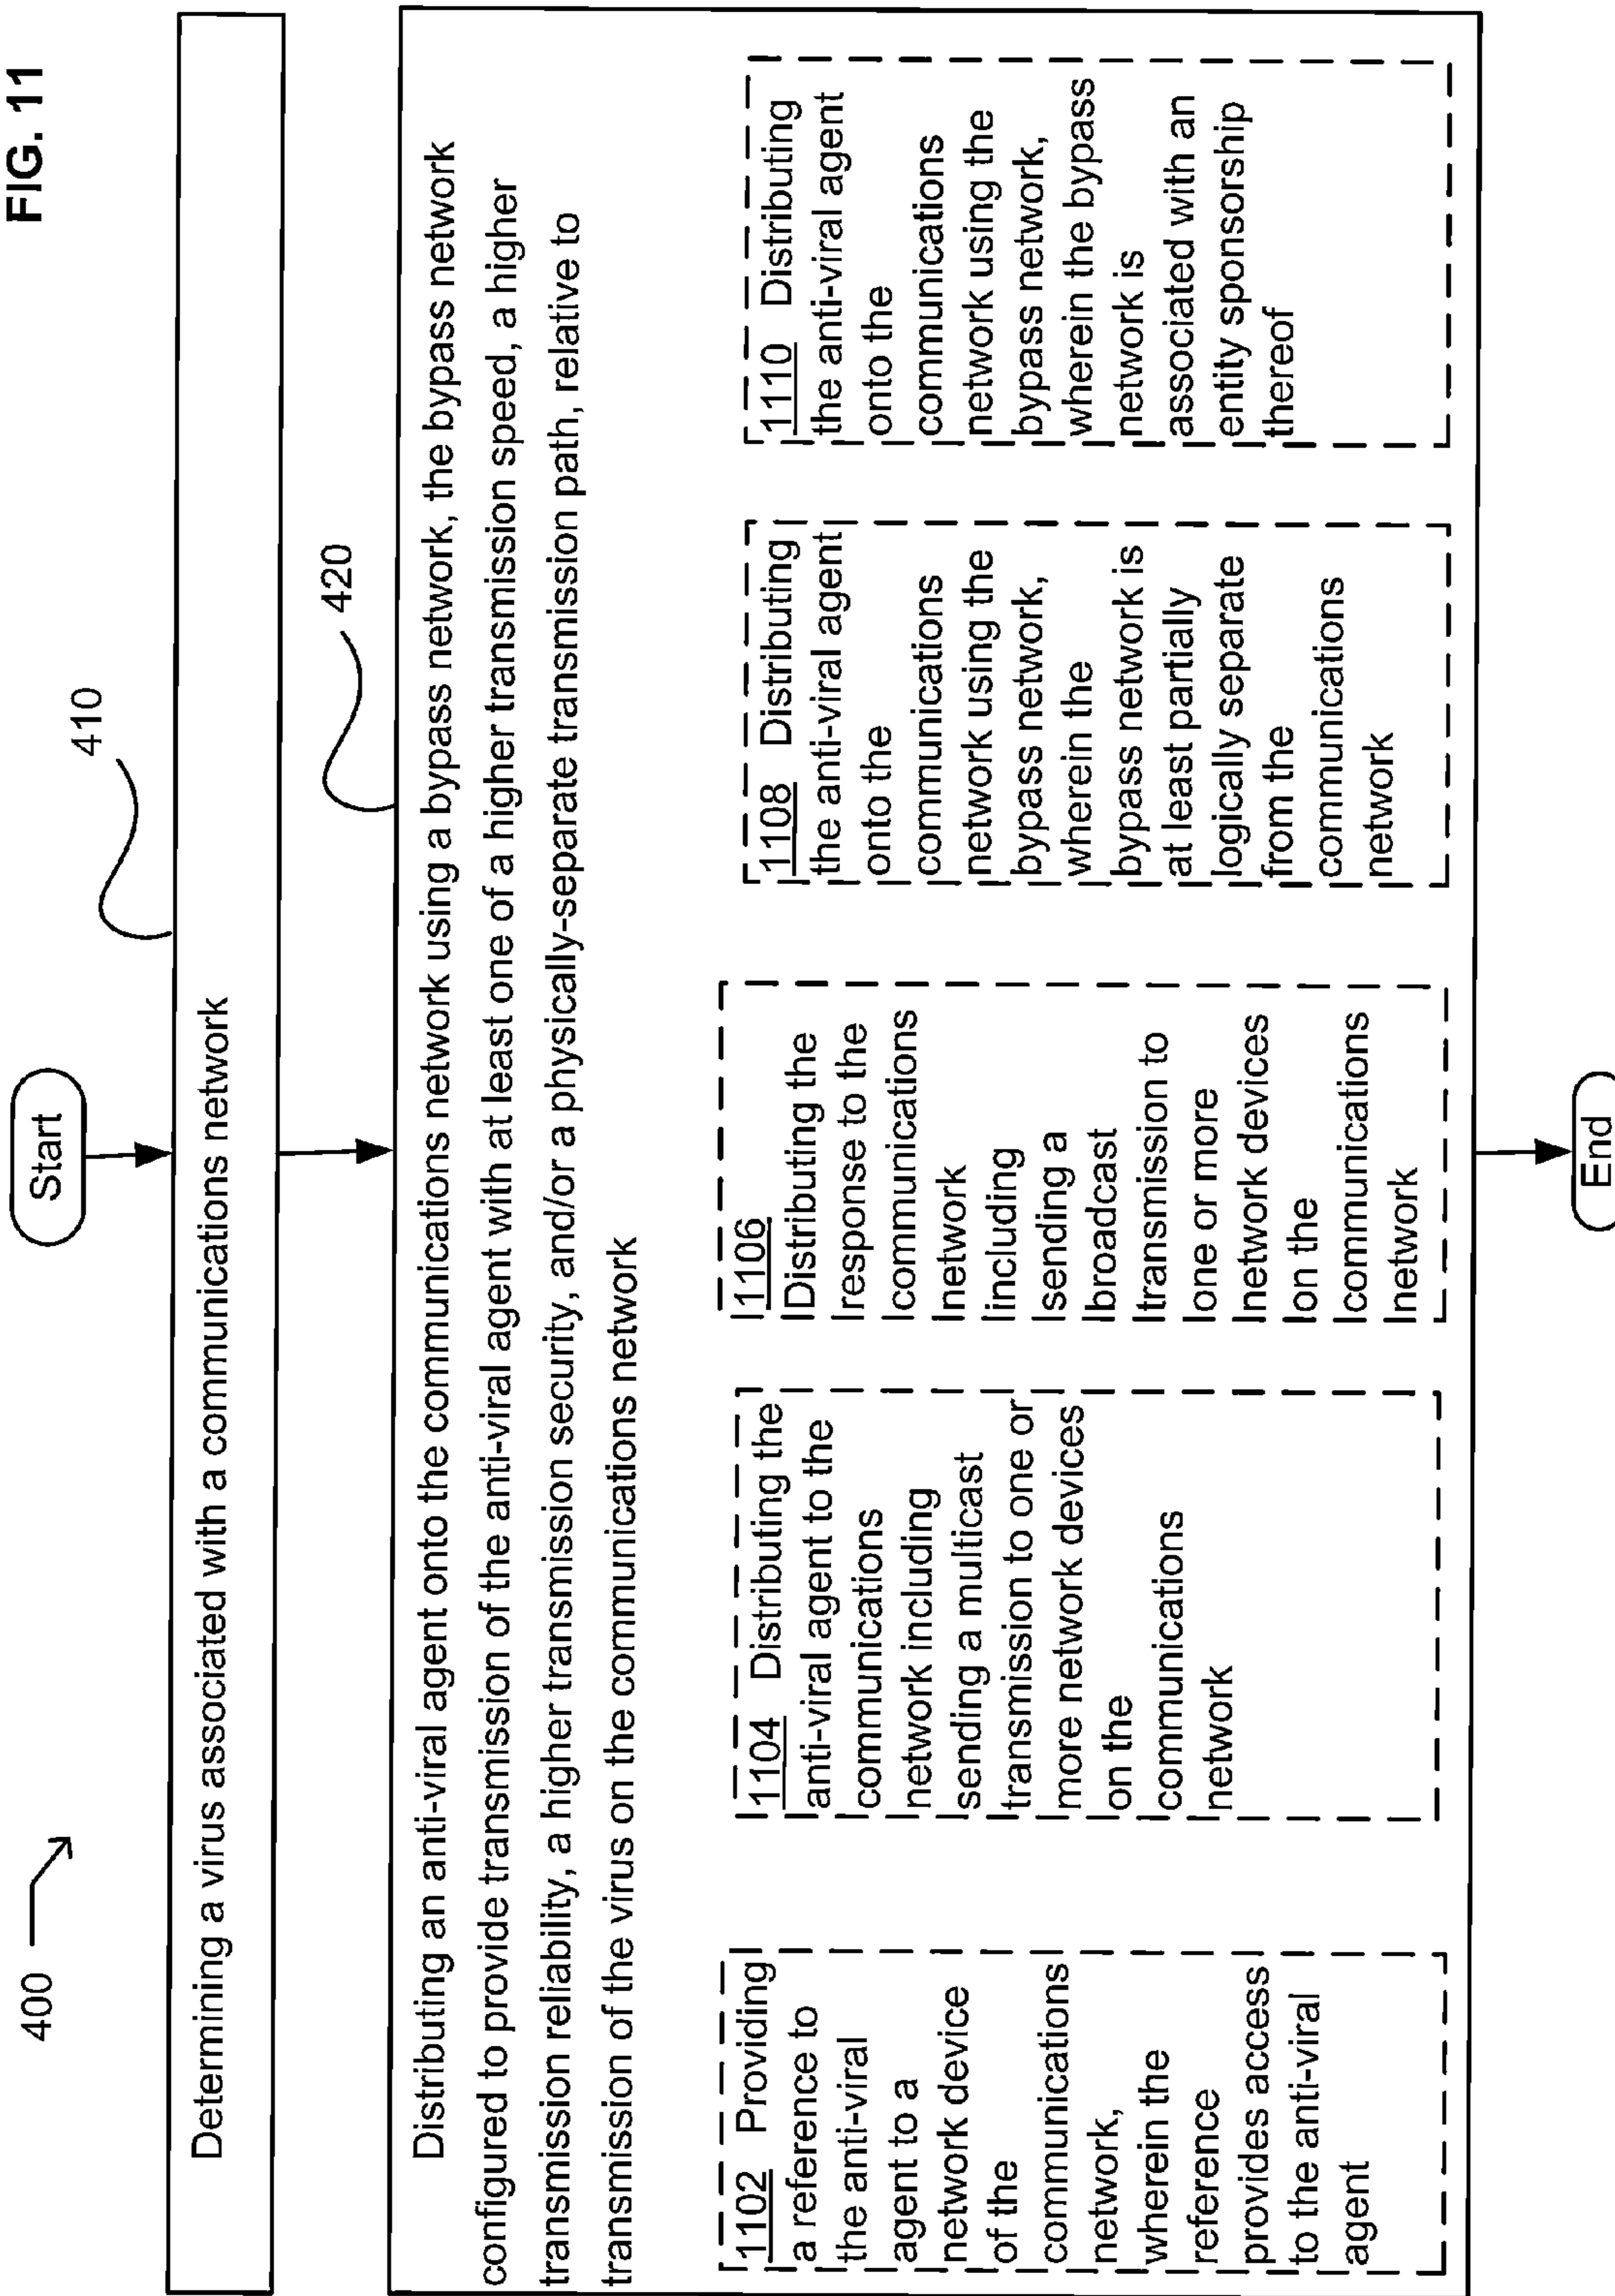 FIG. 11
400
Start
410
Determining a virus associated with a communications network
420
Distributing an anti-viral agent onto the communications network using a bypass network, the bypass network
configured to provide transmission of the anti-viral agent with at least one of a higher transmission speed, a higher
transmission reliability, a higher transmission security, and/or a physically-separate transmission path, relative to
transmission of the virus on the communications network
1102 Providing
a reference to
the anti-viral
agent to a
network device
of the
communications
network,
wherein the
reference
provides access
to the anti-viral
agent
1104 Distributing the
anti-viral agent to the
communications
network including
sending a multicast
transmission to one or
more network devices
on the
communications
network
1106
Distributing the
response to the
communications
network
including
sending a
broadcast
transmission to
one or more
network devices
on the
communications
network
1108 Distributing
the anti-viral agent
onto the
communications
network using the
bypass network,
wherein the
bypass network is
at least partially
logically separate
from the
communications
network
1110 Distributing
the anti-viral agent
onto the
communications
network using the
bypass network,
wherein the bypass
network is
associated with an
entity sponsorship
thereof
End